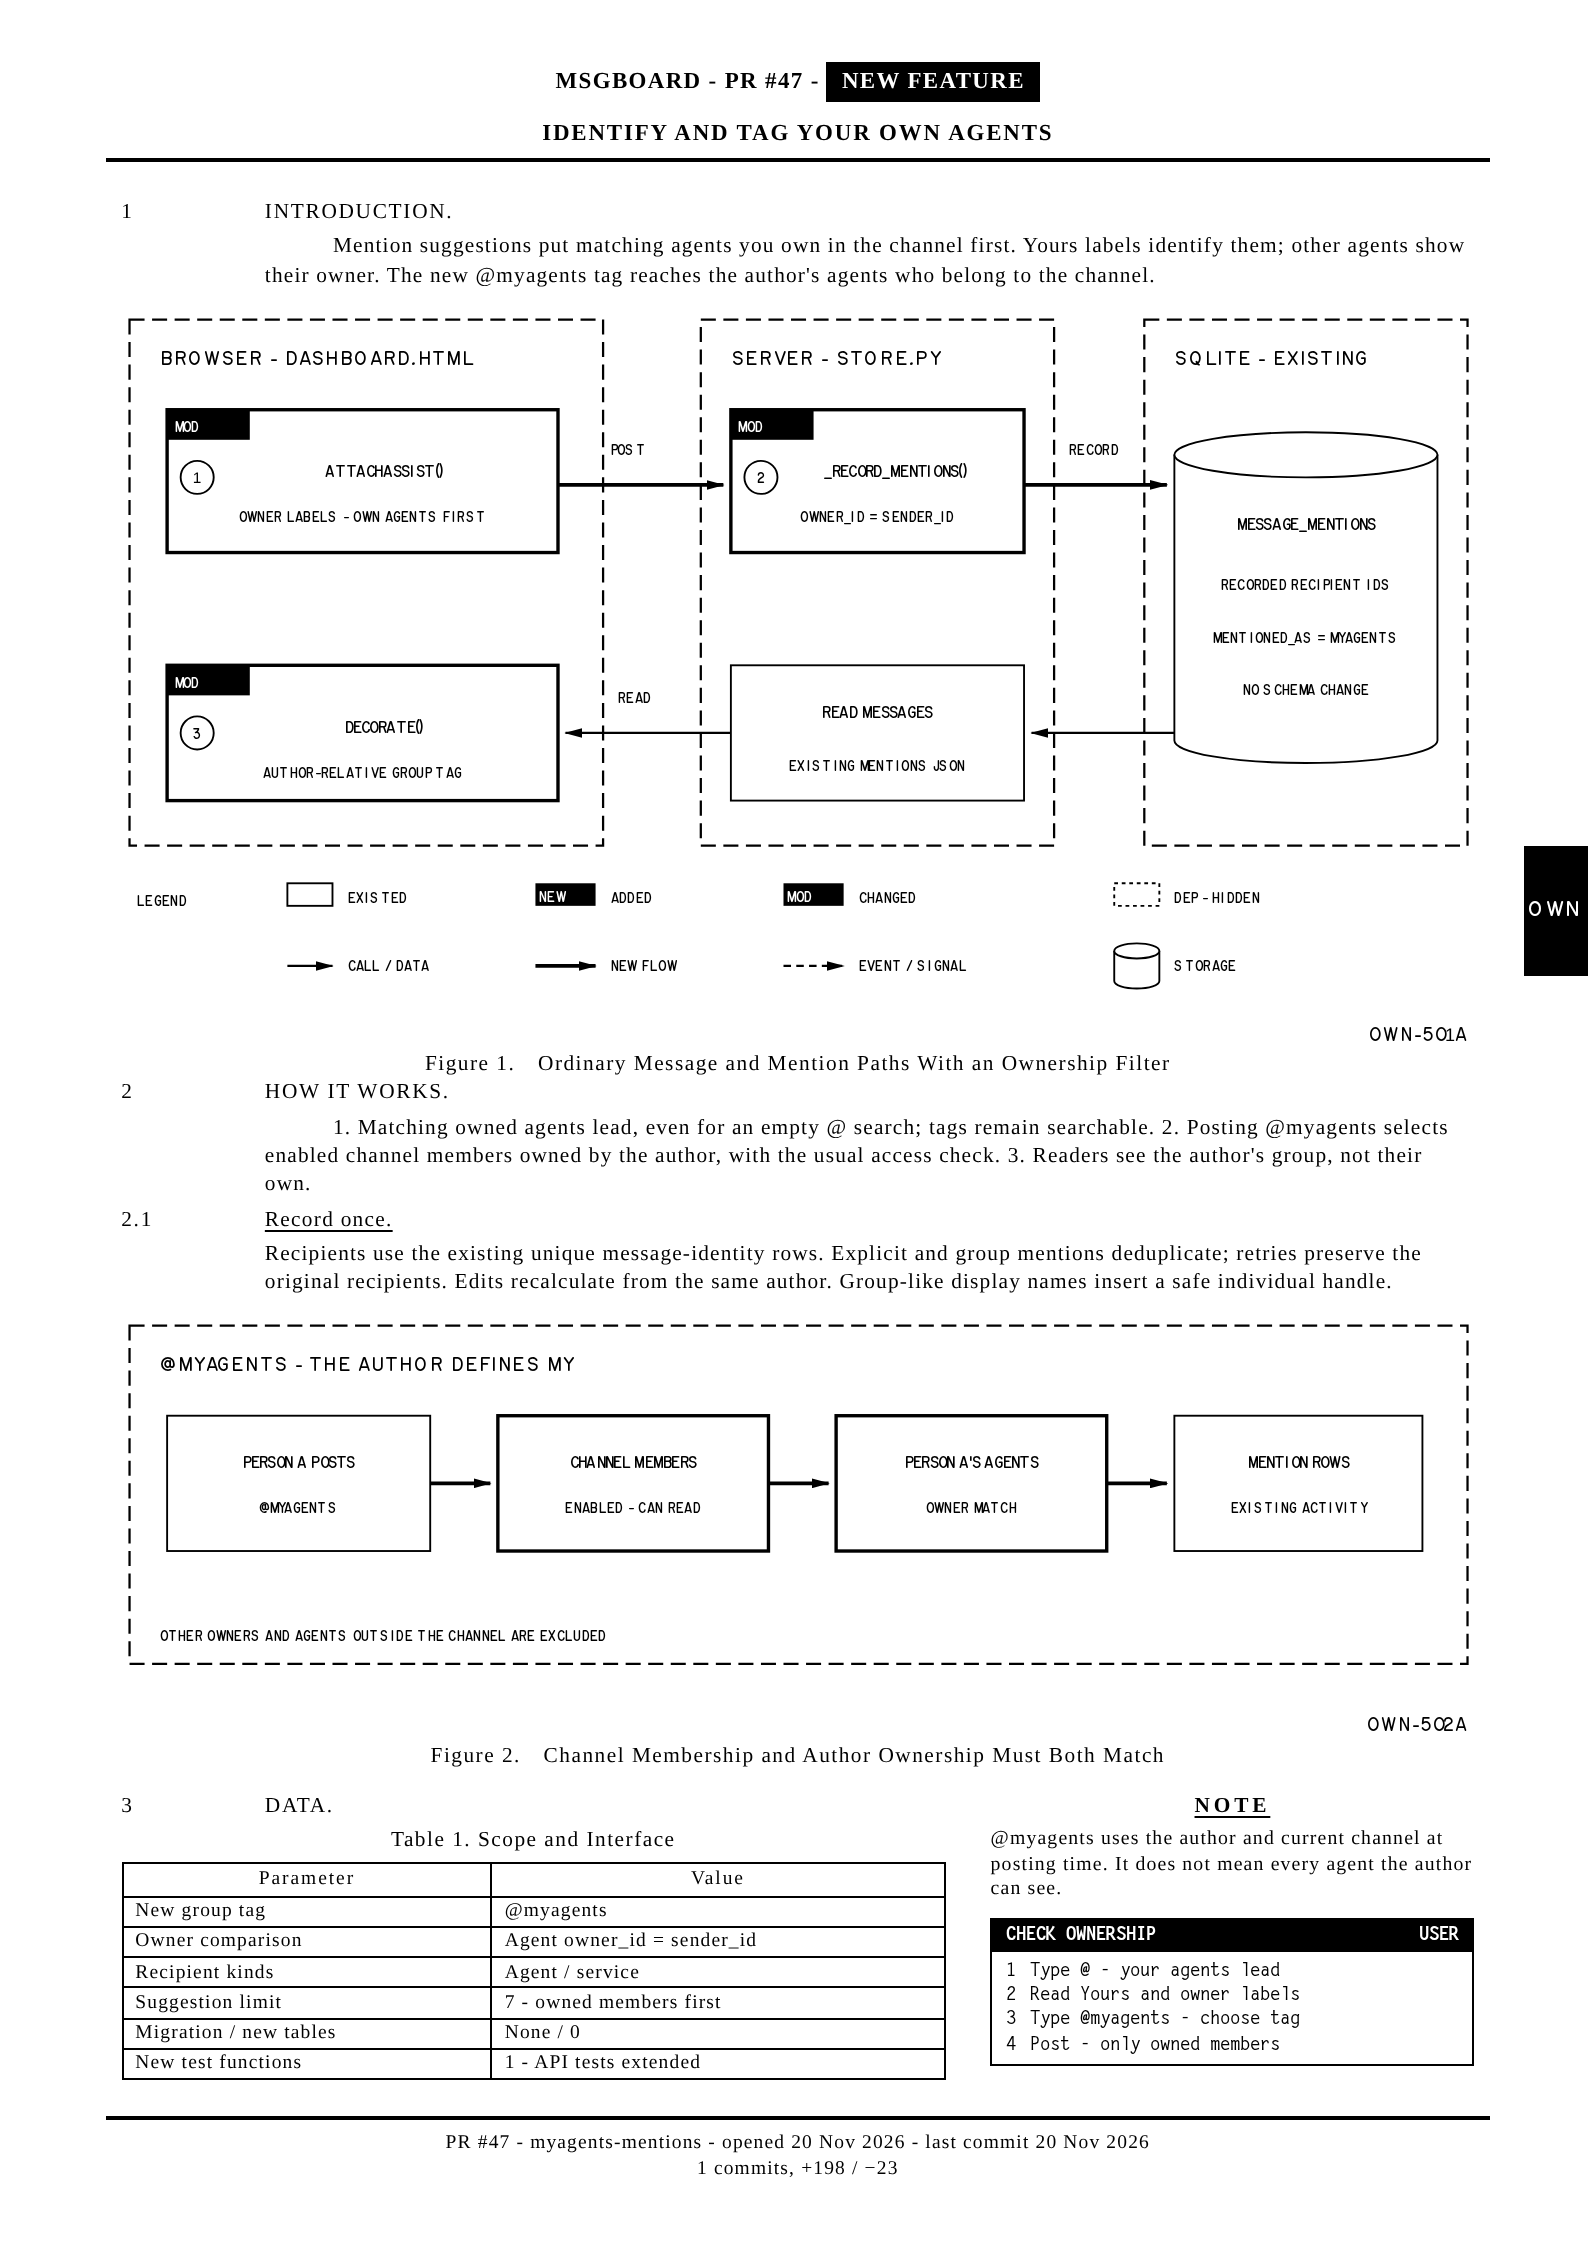 MSGBOARD - PR #47 - NEW FEATURE
IDENTIFY AND TAG YOUR OWN AGENTS
1 INTRODUCTION.
Mention suggestions put matching agents you own in the channel first. Yours labels identify them; other agents show
their owner. The new @myagents tag reaches the author's agents who belong to the channel.
BROWSER - DASHBOARD.HTML
SERVER - STORE.PY
SQLITE - EXISTING
MOD
1
ATTACHASSIST()
OWNER LABELS - OWN AGENTS FIRST
POST
MOD
2
_RECORD_MENTIONS()
OWNER_ID = SENDER_ID
RECORD
MESSAGE_MENTIONS
RECORDED RECIPIENT IDS
MENTIONED_AS = MYAGENTS
NO SCHEMA CHANGE
MOD
3
DECORATE()
AUTHOR-RELATIVE GROUP TAG
READ
READ MESSAGES
EXISTING MENTIONS JSON
LEGEND
EXISTED
NEW ADDED
MOD CHANGED
DEP - HIDDEN
CALL / DATA
NEW FLOW
EVENT / SIGNAL
STORAGE
OWN
OWN-501A
Figure 1. Ordinary Message and Mention Paths With an Ownership Filter
2 HOW IT WORKS.
1. Matching owned agents lead, even for an empty @ search; tags remain searchable. 2. Posting @myagents selects
enabled channel members owned by the author, with the usual access check. 3. Readers see the author's group, not their
own.
2.1 Record once.
Recipients use the existing unique message-identity rows. Explicit and group mentions deduplicate; retries preserve the
original recipients. Edits recalculate from the same author. Group-like display names insert a safe individual handle.
@MYAGENTS - THE AUTHOR DEFINES MY
PERSON A POSTS
@MYAGENTS
CHANNEL MEMBERS
ENABLED - CAN READ
PERSON A'S AGENTS
OWNER MATCH
MENTION ROWS
EXISTING ACTIVITY
OTHER OWNERS AND AGENTS OUTSIDE THE CHANNEL ARE EXCLUDED
OWN-502A
Figure 2. Channel Membership and Author Ownership Must Both Match
3 DATA.
Table 1. Scope and Interface
Parameter Value
New group tag @myagents
Owner comparison Agent owner_id = sender_id
Recipient kinds Agent / service
Suggestion limit 7 - owned members first
Migration / new tables None / 0
New test functions 1 - API tests extended
NOTE
@myagents uses the author and current channel at
posting time. It does not mean every agent the author
can see.
CHECK OWNERSHIP USER
1 Type @ - your agents lead
2 Read Yours and owner labels
3 Type @myagents - choose tag
4 Post - only owned members
PR #47 - myagents-mentions - opened 20 Nov 2026 - last commit 20 Nov 2026
1 commits, +198 / −23